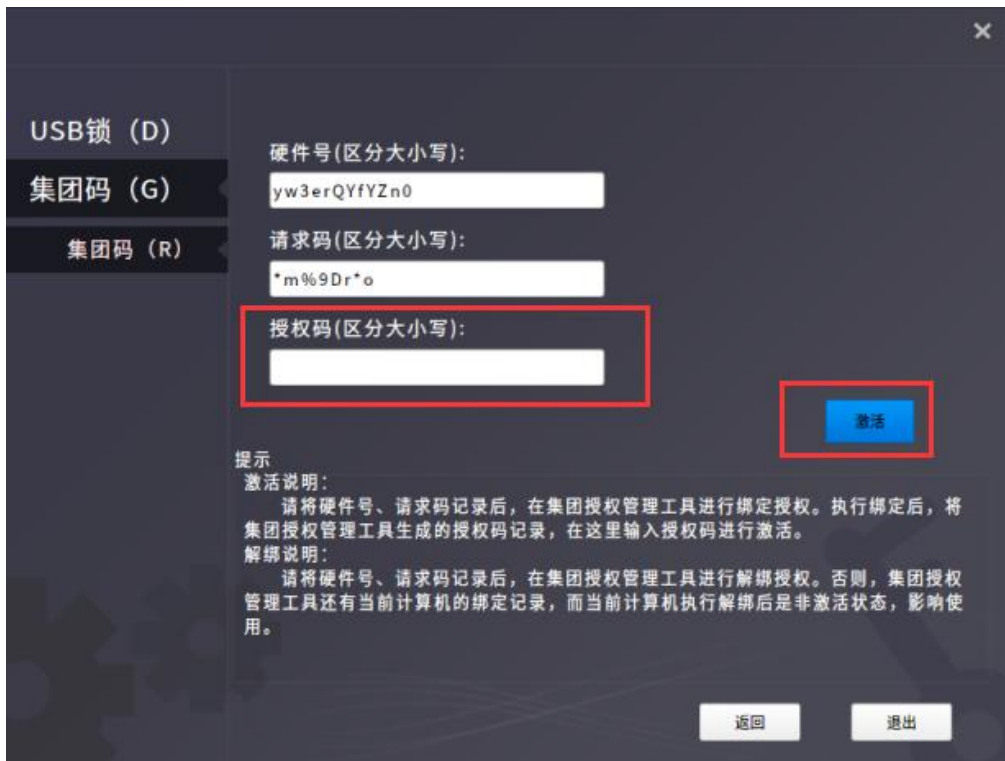 ×
USB锁（D）
集团码（G）
集团码（R）
硬件号(区分大小写):
yw3erQYfYZn0
请求码(区分大小写):
*m%9Dr*o
授权码(区分大小写):
激活
提示
激活说明:
请将硬件号、请求码记录后，在集团授权管理工具进行绑定授权。执行绑定后，将
集团授权管理工具生成的授权码记录，在这里输入授权码进行激活。
解绑说明:
请将硬件号、请求码记录后，在集团授权管理工具进行解绑授权。否则，集团授权
管理工具还有当前计算机的绑定记录，而当前计算机执行解绑后是非激活状态，影响使
用。
返回
退出